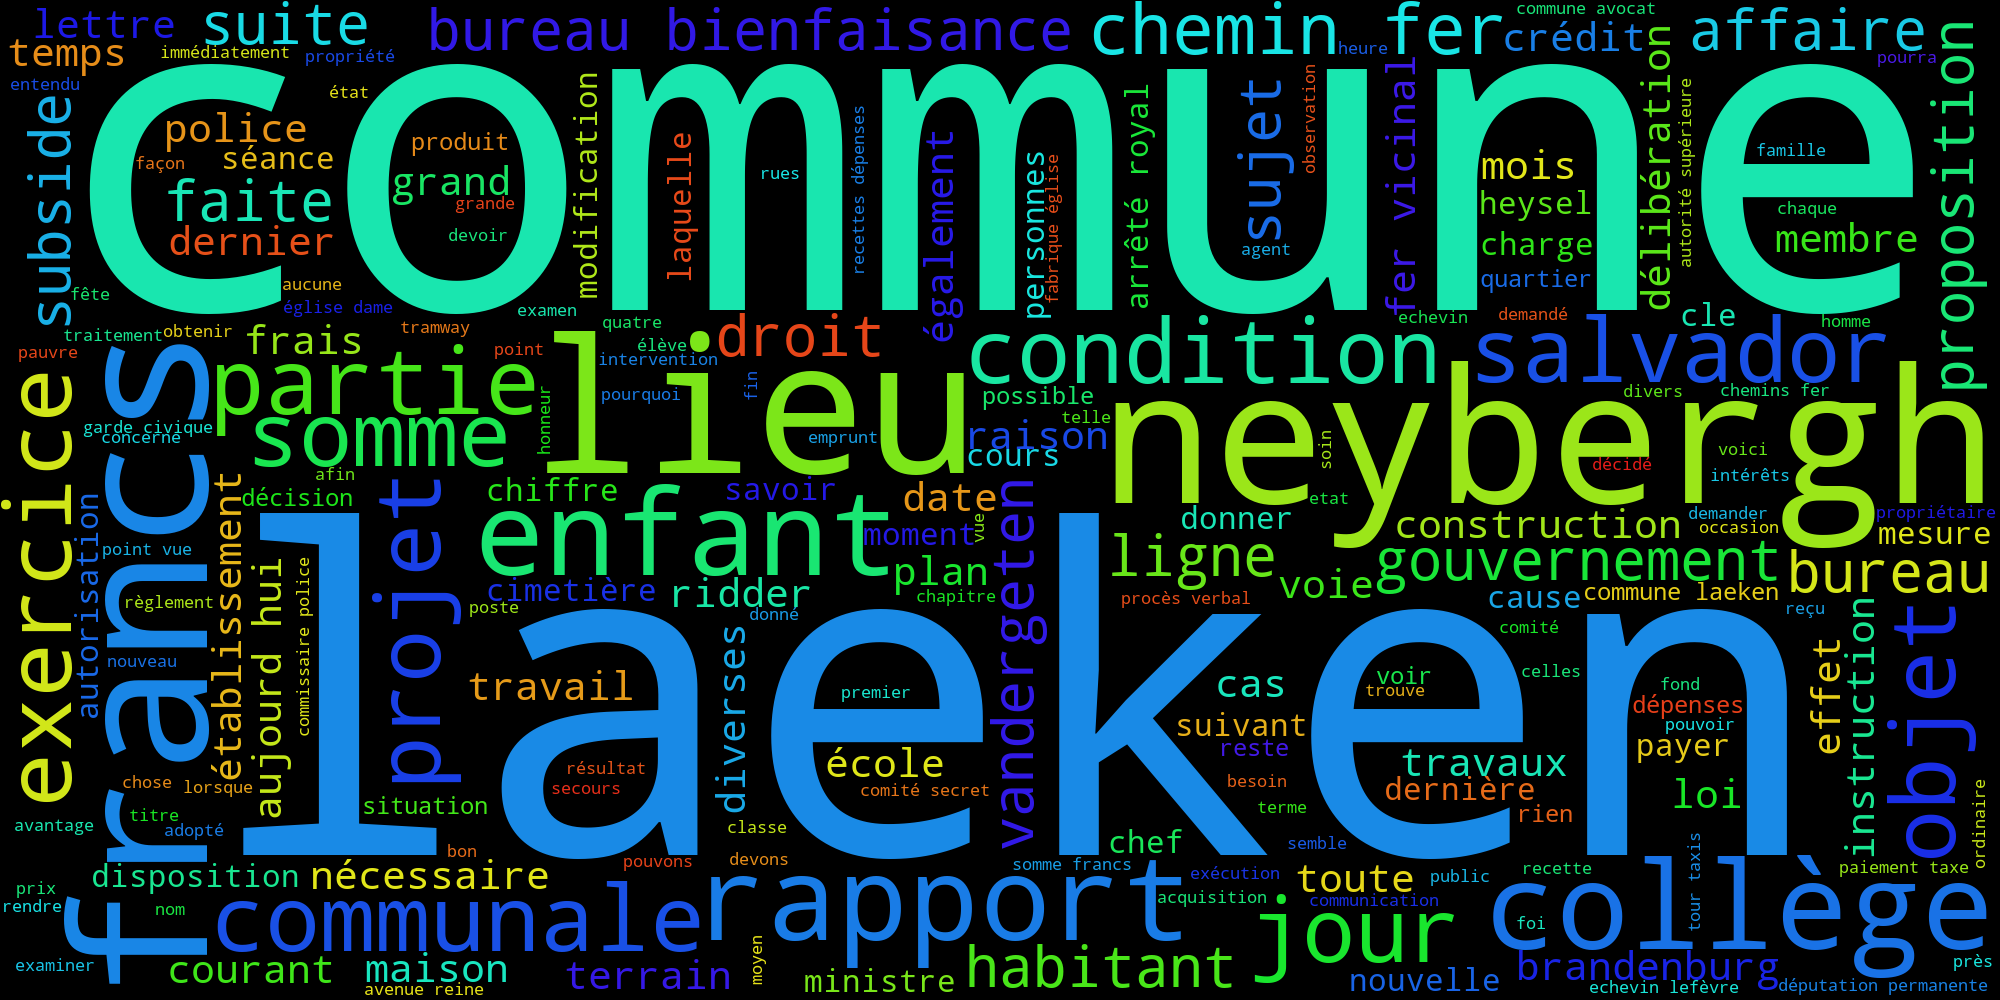 lettre
suite
bureau bienfaisance
chemin fer
commune avocat
crédit
affaire
temps
immédiatement
propriété
heure
pourra
entendu
état
commune
subside
police
façon
séance
faite
dernier
produit
grand
grande
devoir
modification
laquelle
rues
recettes dépenses
également
personnes
fabrique église
arrêté royal
sujet
observation
agent
fer vicinal
mois
heysel
charge
quartier
délibération
autorité supérieure
famille
chaque
membre
proposition
fête
aucune
église dame
traitement
obtenir
tramway
examen
quatre
echevin
demandé
cle
homme
pauvre
frais
point
élève
intervention
droit
condition
salvador
francs
partie
lieu
pourquoi
fin
possible
divers
chemins fer
exercice
garde civique
concerne
somme
honneur
emprunt
raison
telle
cours
neybergh
soin
décidé
voici
intérêts
afin
décision
projet
chiffre
savoir
date
etat
autorisation
établissement
enfant
moment
vue
vandergeten
donner
construction
demander
occasion
propriétaire
mesure
point vue
aujourd hui
commissaire police
cimetière
ridder
plan
chapitre
ligne
voie
gouvernement
bureau
règlement
poste
donné
procès verbal
cause
commune laeken
reçu
laeken
comité
nouveau
travail
diverses
premier
cas
voir
trouve
celles
fond
dépenses
pouvoir
effet
instruction
objet
suivant
reste
payer
chose
lorsque
résultat
secours
école
comité secret
besoin
travaux
dernière
loi
avantage
titre
adopté
situation
terme
rien
ordinaire
classe
chef
semble
bon
pouvons
devons
somme francs
exécution
recette
tour taxis
paiement taxe
disposition
nécessaire
toute
public
prix
rendre
nom
communale
rapport
acquisition
communication
jour
collège
foi
examiner
courant
maison
avenue reine
terrain
moyen
ministre
habitant
nouvelle
brandenburg
echevin lefèvre
près
députation permanente